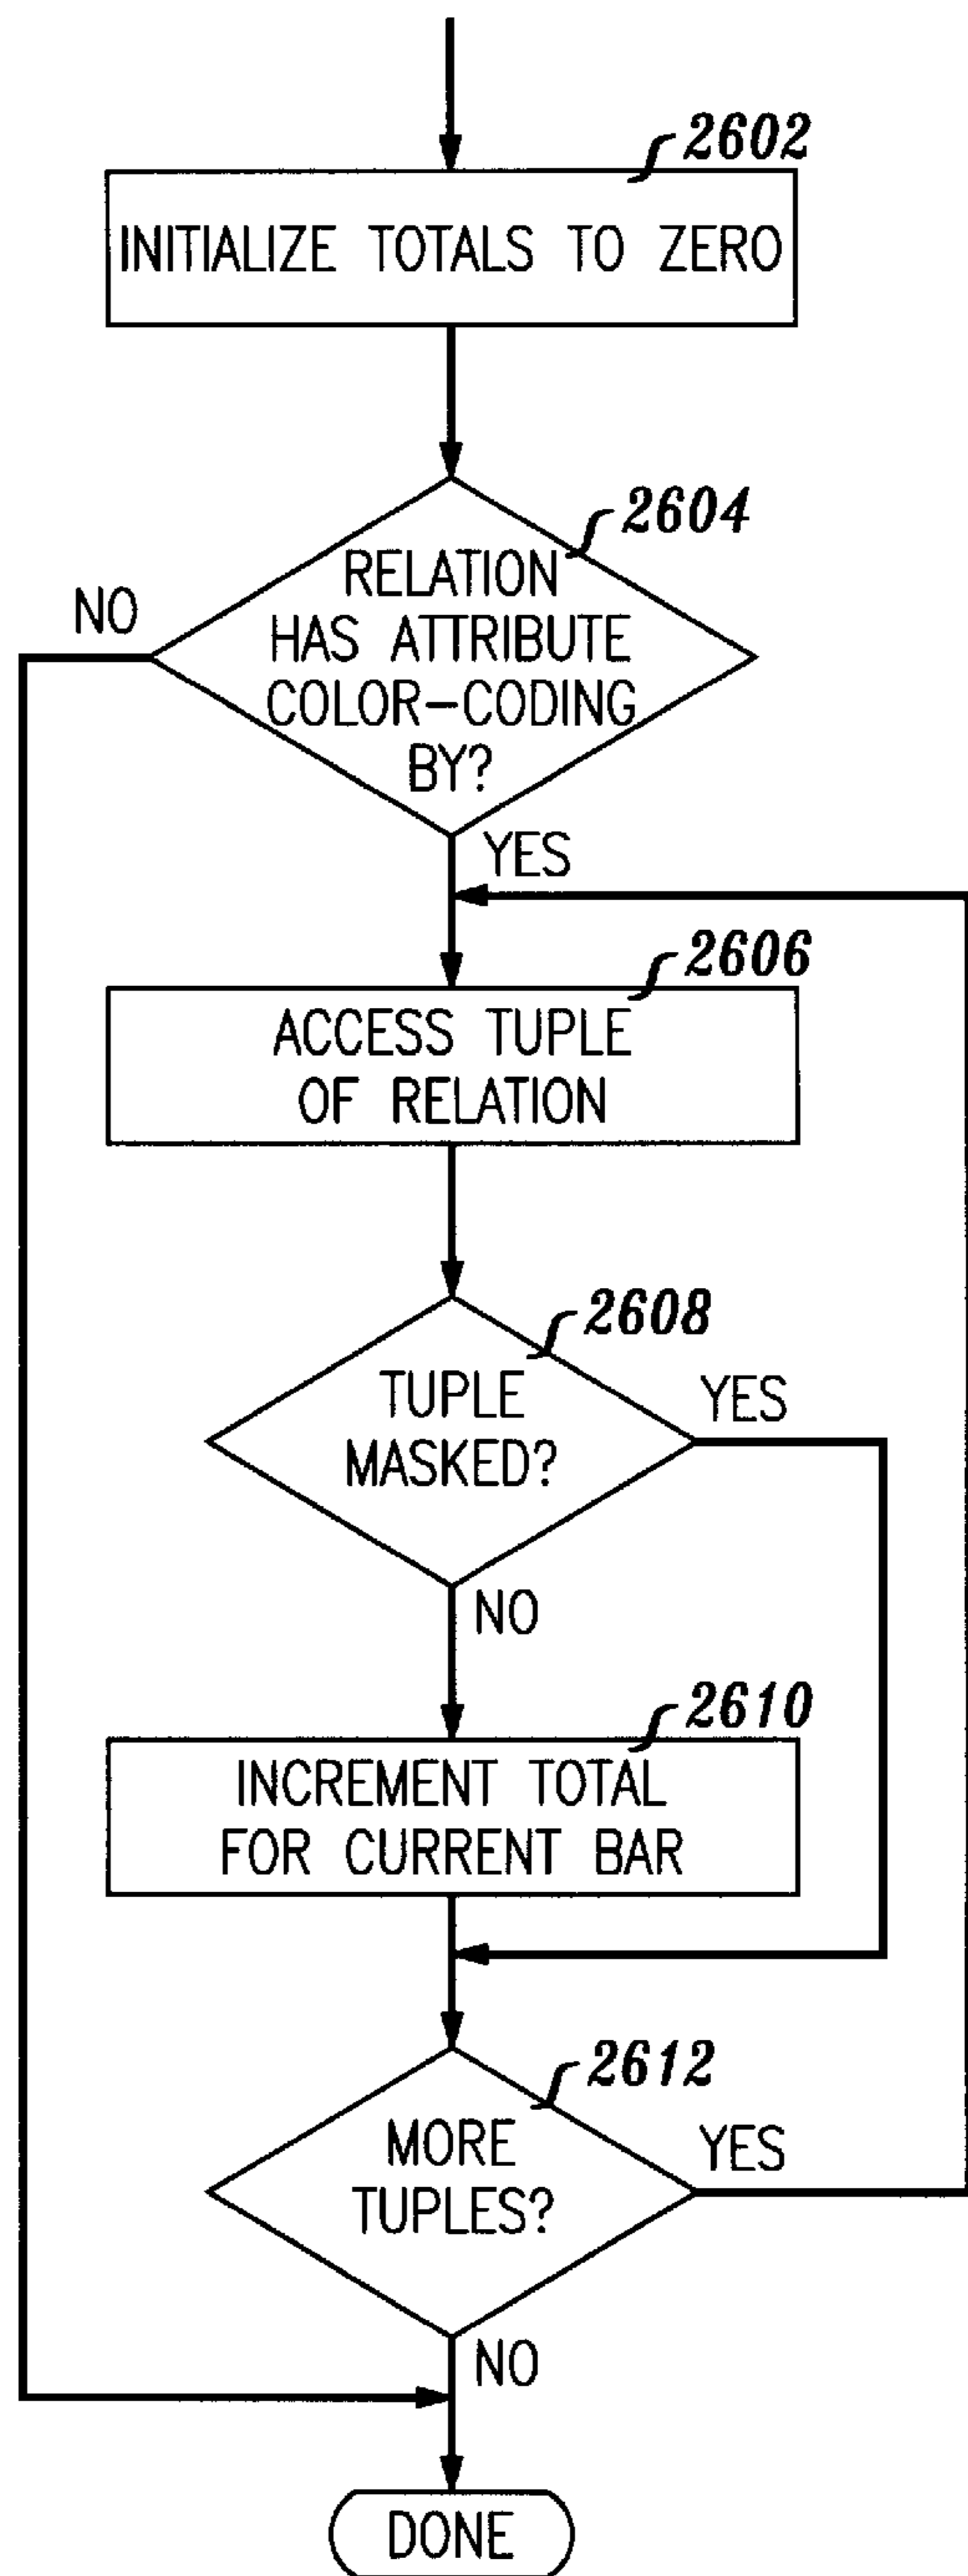 2602
INITIALIZE TOTALS TO ZERO
2604
RELATION
HAS ATTRIBUTE
COLOR-CODING
BY?
NO
YES
2606
ACCESS TUPLE
OF RELATION
2608
TUPLE
MASKED?
YES
NO
2610
INCREMENT TOTAL
FOR CURRENT BAR
2612
MORE
TUPLES?
YES
NO
DONE